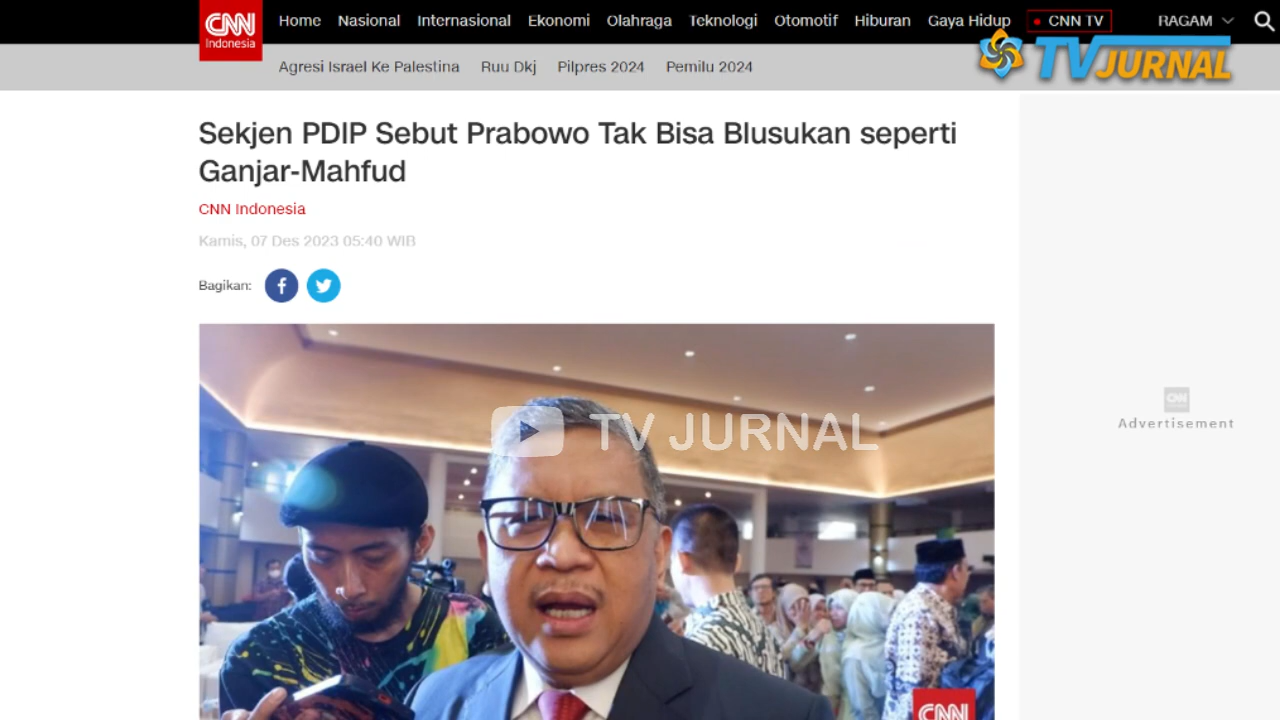 CNN
Indonesia
Home Nasional Internasional Ekonomi Olahraga Teknologi Otomotif Hiburan Gaya Hidup CNN TV RAGAM
Agresi Israel Ke Palestina Ruu Dkj Pilpres 2024 Pemilu 2024
TVJURNAL
Sekjen PDIP Sebut Prabowo Tak Bisa Blusukan seperti
Ganjar-Mahfud
CNN Indonesia
Kamis, 07 Des 2023 05:40 WIB
Bagikan:
TV JURNAL
CNN
Advertisement
CNN